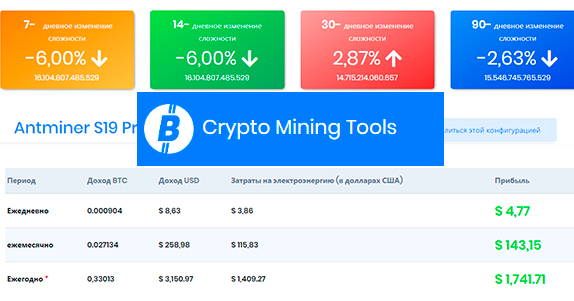 7- дневное изменение
сложности
-6,00%
16.104.807.485.529
14- дневное изменение
сложности
-6,00%
16.104.807.485.529
30- дневное изменение
сложности
2,87%
14.715.214.060.657
90- дневное изменение
сложности
-2,63%
15.546.745.765.529
Antminer S19 Pr
Crypto Mining Tools
литься этой конфигурацией
Период Доход BTC Доход USD Затраты на электроэнергию (в долларах США) Прибыль
Ежедневно 0.000904 $ 8,63 $ 3,86 $ 4,77
ежемесячно 0.027134 $ 258,98 $ 115,83 $ 143,15
Ежегодно * 0,33013 $ 3,150.97 $ 1,409.27 $ 1,741.71